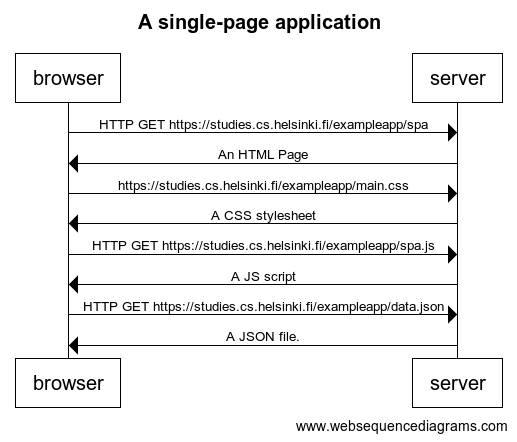 A single-page application
browser server
HTTP GET https://studies.cs.helsinki.fi/exampleapp/spa
An HTML Page
https://studies.cs.helsinki.fi/exampleapp/main.css
A CSS stylesheet
HTTP GET https://studies.cs.helsinki.fi/exampleapp/spa.js
A JS script
HTTP GET https://studies.cs.helsinki.fi/exampleapp/data.json
A JSON file.
browser server
www.websequencediagrams.com